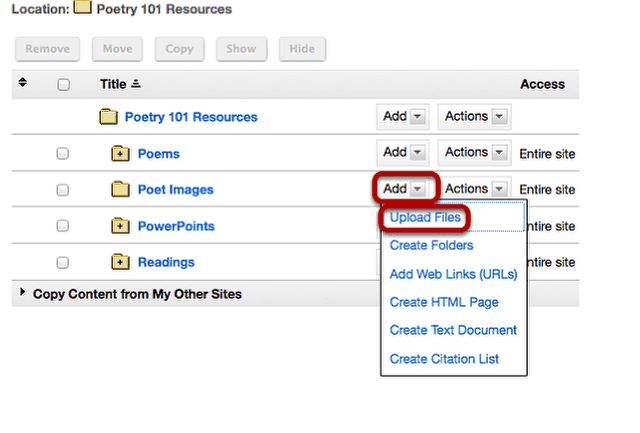 Location: Poetry 101 Resources
Remove Move Copy Show Hide
Title Access
Poetry 101 Resources Add Actions
Poems Add Actions Entire site
Poet Images Add Actions Entire site
Upload Files
PowerPoints ntire site
Create Folders
Readings ntire site
Add Web Links (URLs)
Copy Content from My Other Sites
Create HTML Page
Create Text Document
Create Citation List